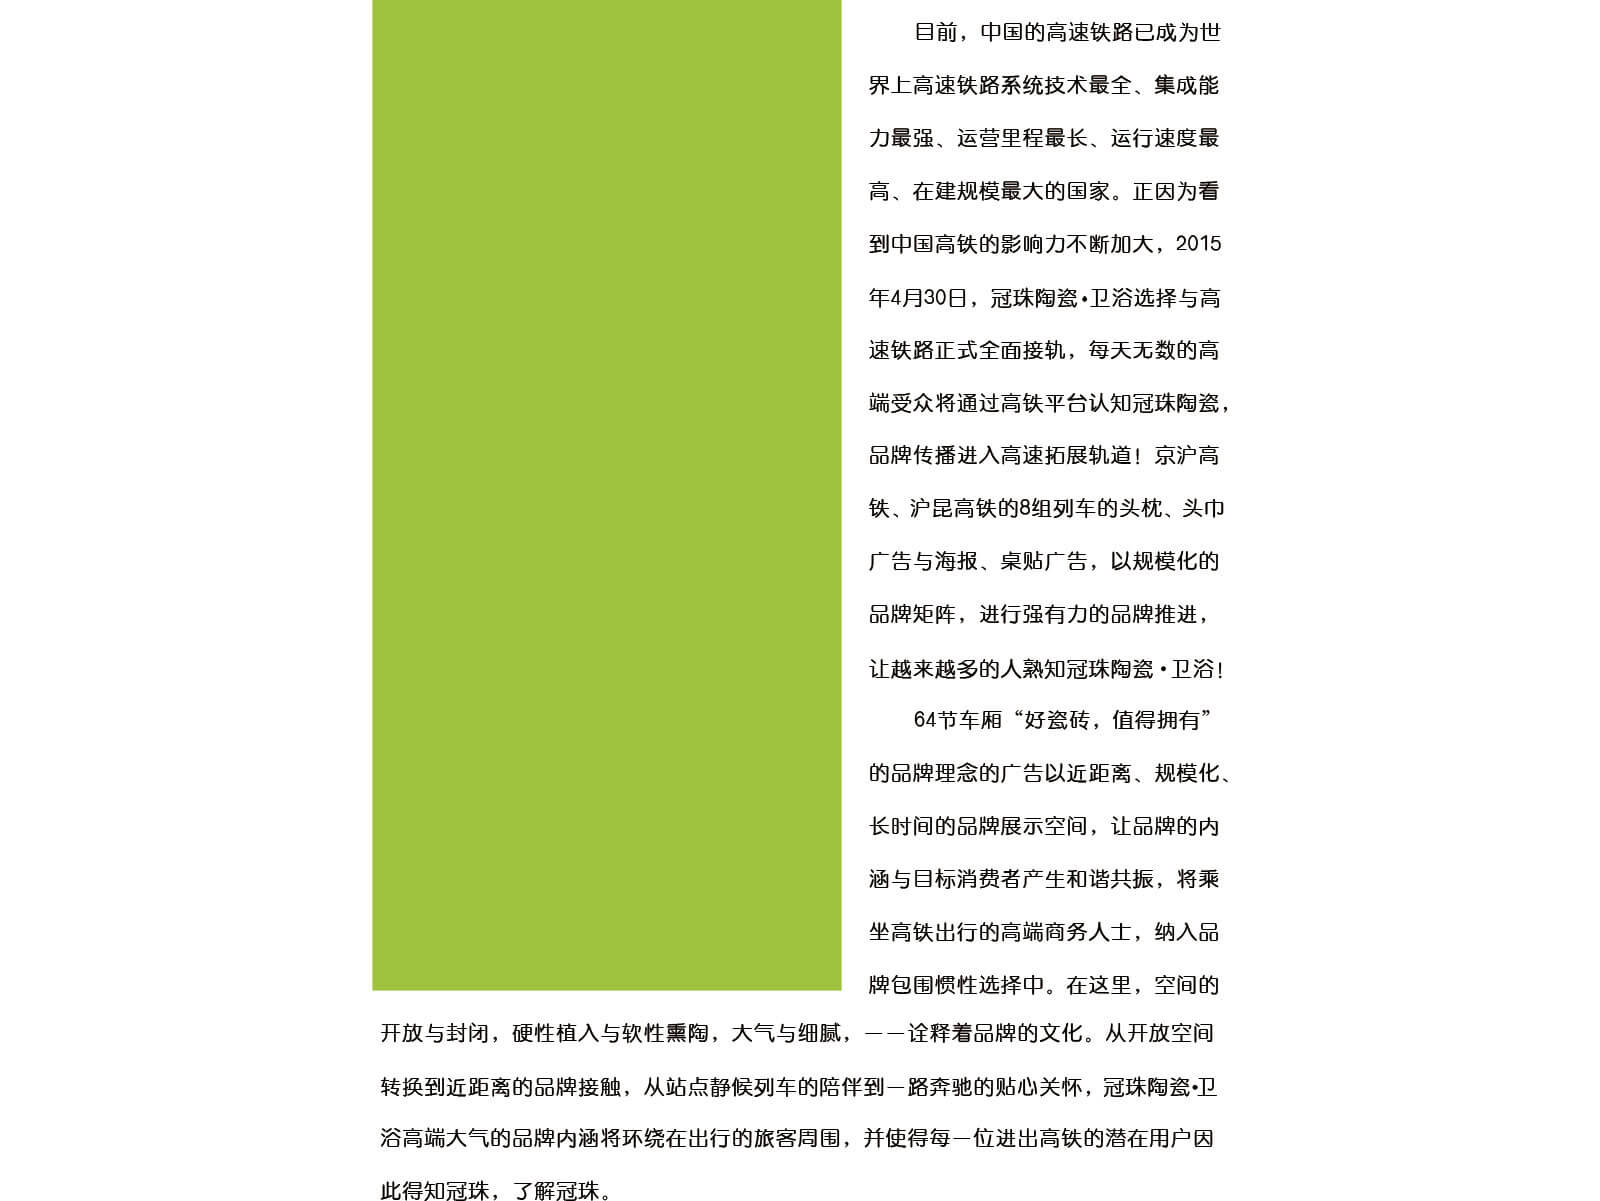 目前，中国的高速铁路已成为世
界上高速铁路系统技术最全、集成能
力最强、运营里程最长、运行速度最
高、在建规模最大的国家。正因为看
到中国高铁的影响力不断加大，2015
年4月30日，冠珠陶瓷•卫浴选择与高
速铁路正式全面接轨，每天无数的高
端受众将通过高铁平台认知冠珠陶瓷，
品牌传播进入高速拓展轨道！京沪高
铁、沪昆高铁的8组列车的头枕、头巾
广告与海报、桌贴广告，以规模化的
品牌矩阵，进行强有力的品牌推进，
让越来越多的人熟知冠珠陶瓷•卫浴！
64节车厢“好瓷砖，值得拥有”
的品牌理念的广告以近距离、规模化、
长时间的品牌展示空间，让品牌的内
涵与目标消费者产生和谐共振，将乘
坐高铁出行的高端商务人士，纳入品
牌包围惯性选择中。在这里，空间的
开放与封闭，硬性植入与软性熏陶，大气与细腻，——诠释着品牌的文化。从开放空间
转换到近距离的品牌接触，从站点静候列车的陪伴到一路奔驰的贴心关怀，冠珠陶瓷•卫
浴高端大气的品牌内涵将环绕在出行的旅客周围，并使得每一位进出高铁的潜在用户因
此得知冠珠，了解冠珠。